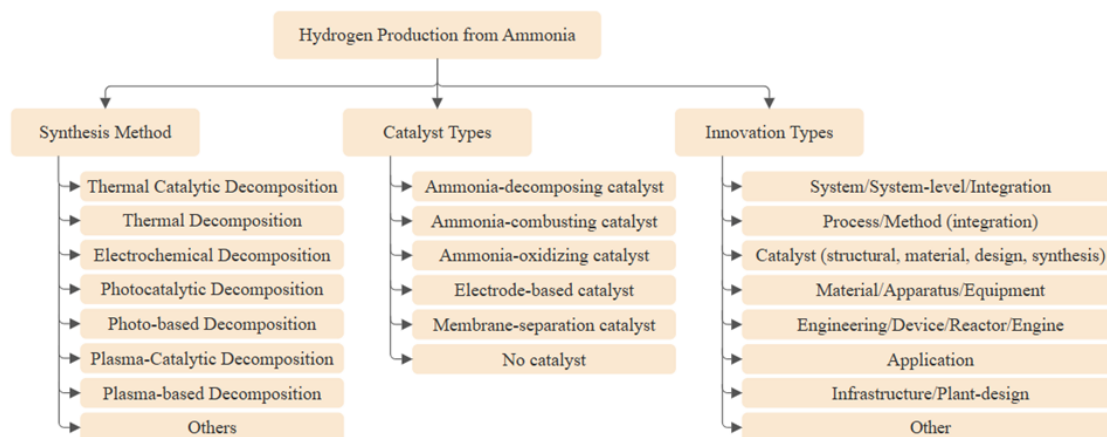 Hydrogen Production from Ammonia
Synthesis Method
Thermal Catalytic Decomposition
Thermal Decomposition
Electrochemical Decomposition
Photocatalytic Decomposition
Photo-based Decomposition
Plasma-Catalytic Decomposition
Plasma-based Decomposition
Others
Catalyst Types
Ammonia-decomposing catalyst
Ammonia-combusting catalyst
Ammonia-oxidizing catalyst
Electrode-based catalyst
Membrane-separation catalyst
No catalyst
Innovation Types
System/System-level/Integration
Process/Method (integration)
Catalyst (structural, material, design, synthesis)
Material/Apparatus/Equipment
Engineering/Device/Reactor/Engine
Application
Infrastructure/Plant-design
Other